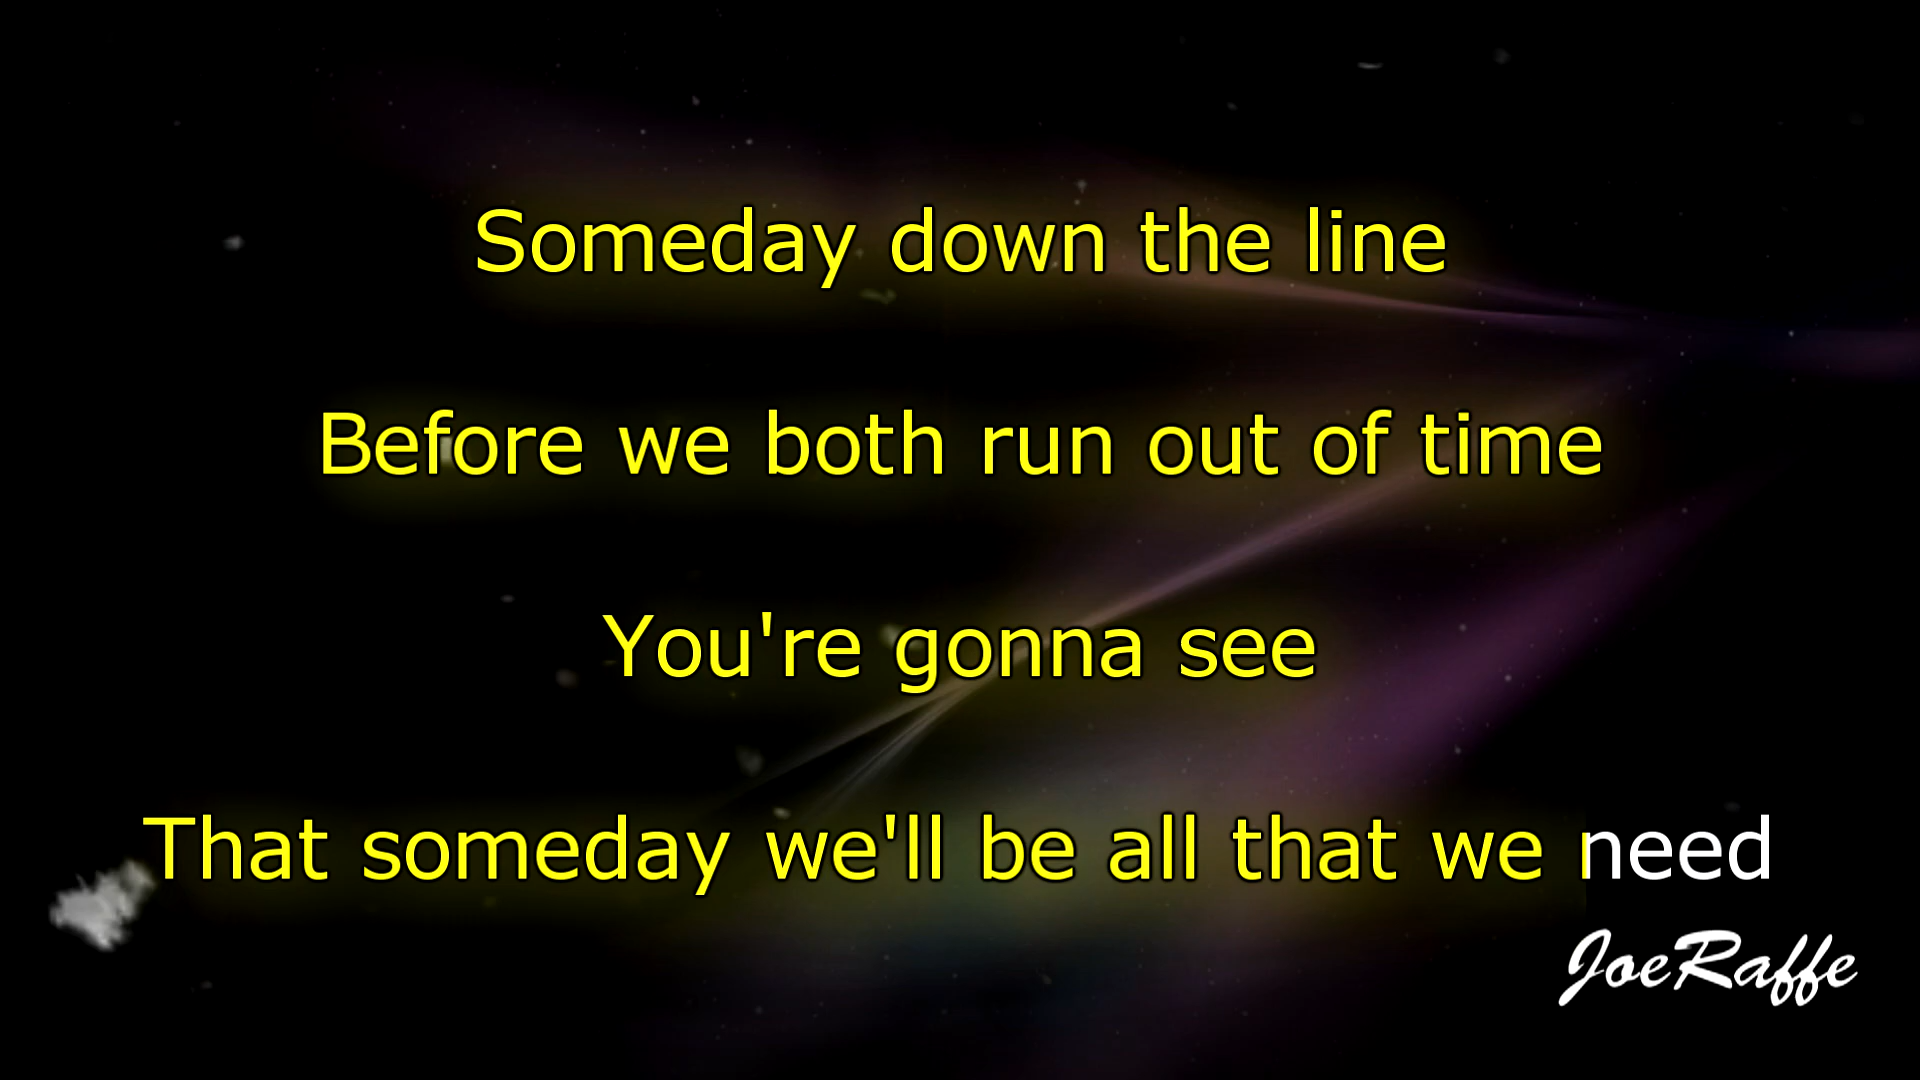 Someday down the line
Before we both run out of time
You're gonna see
That someday we'll be all that we need
JoeRaffe